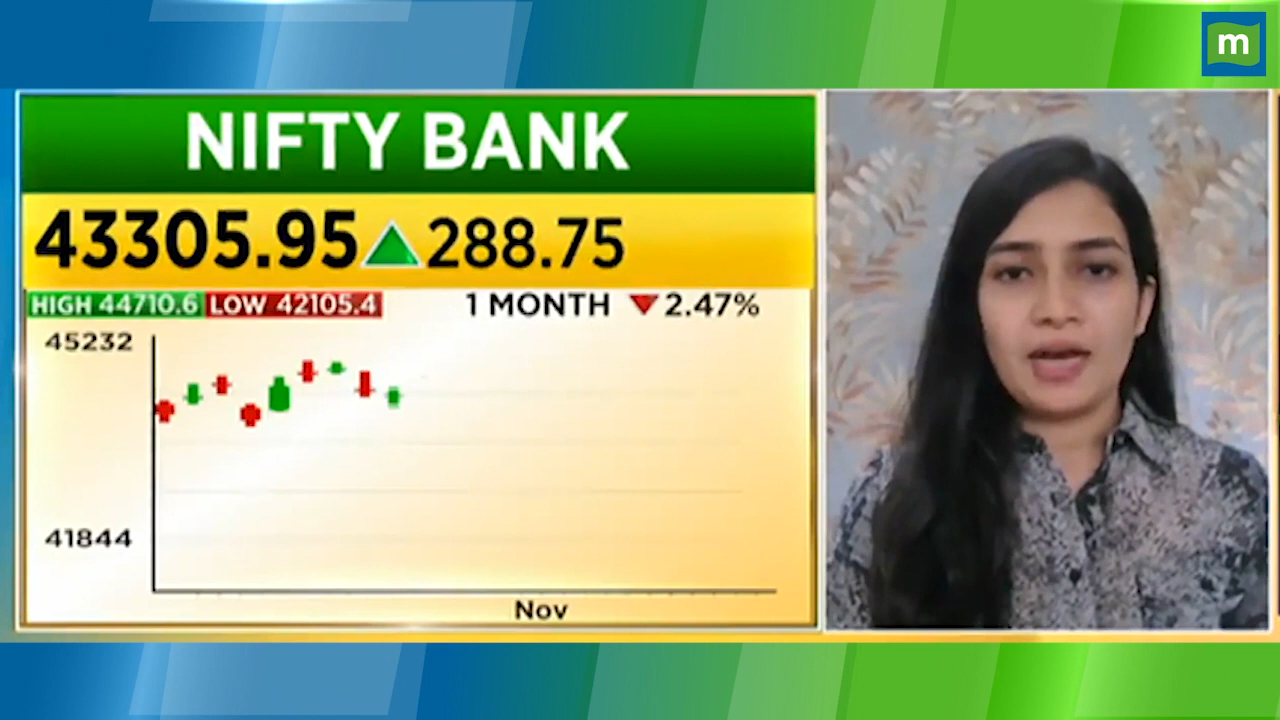 m
NIFTY BANK
43305.95 ▲ 288.75
HIGH 44710.6 LOW 42105.4 1 MONTH ▼ 2.47%
45232
41844
Nov